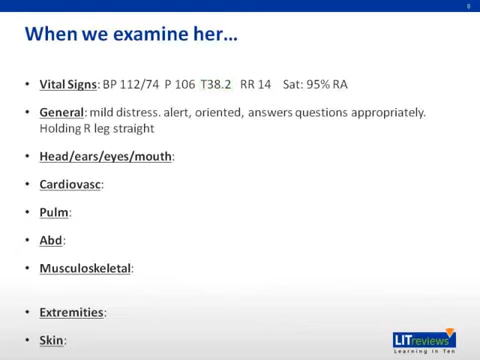 8
When we examine her…
• Vital Signs: BP 112/74 P 106 T38.2 RR 14 Sat: 95% RA
• General: mild distress. alert, oriented, answers questions appropriately.
Holding R leg straight
• Head/ears/eyes/mouth:
• Cardiovasc:
• Pulm:
• Abd:
• Musculoskeletal:
• Extremities:
• Skin:
LITreviews
Learning in Ten